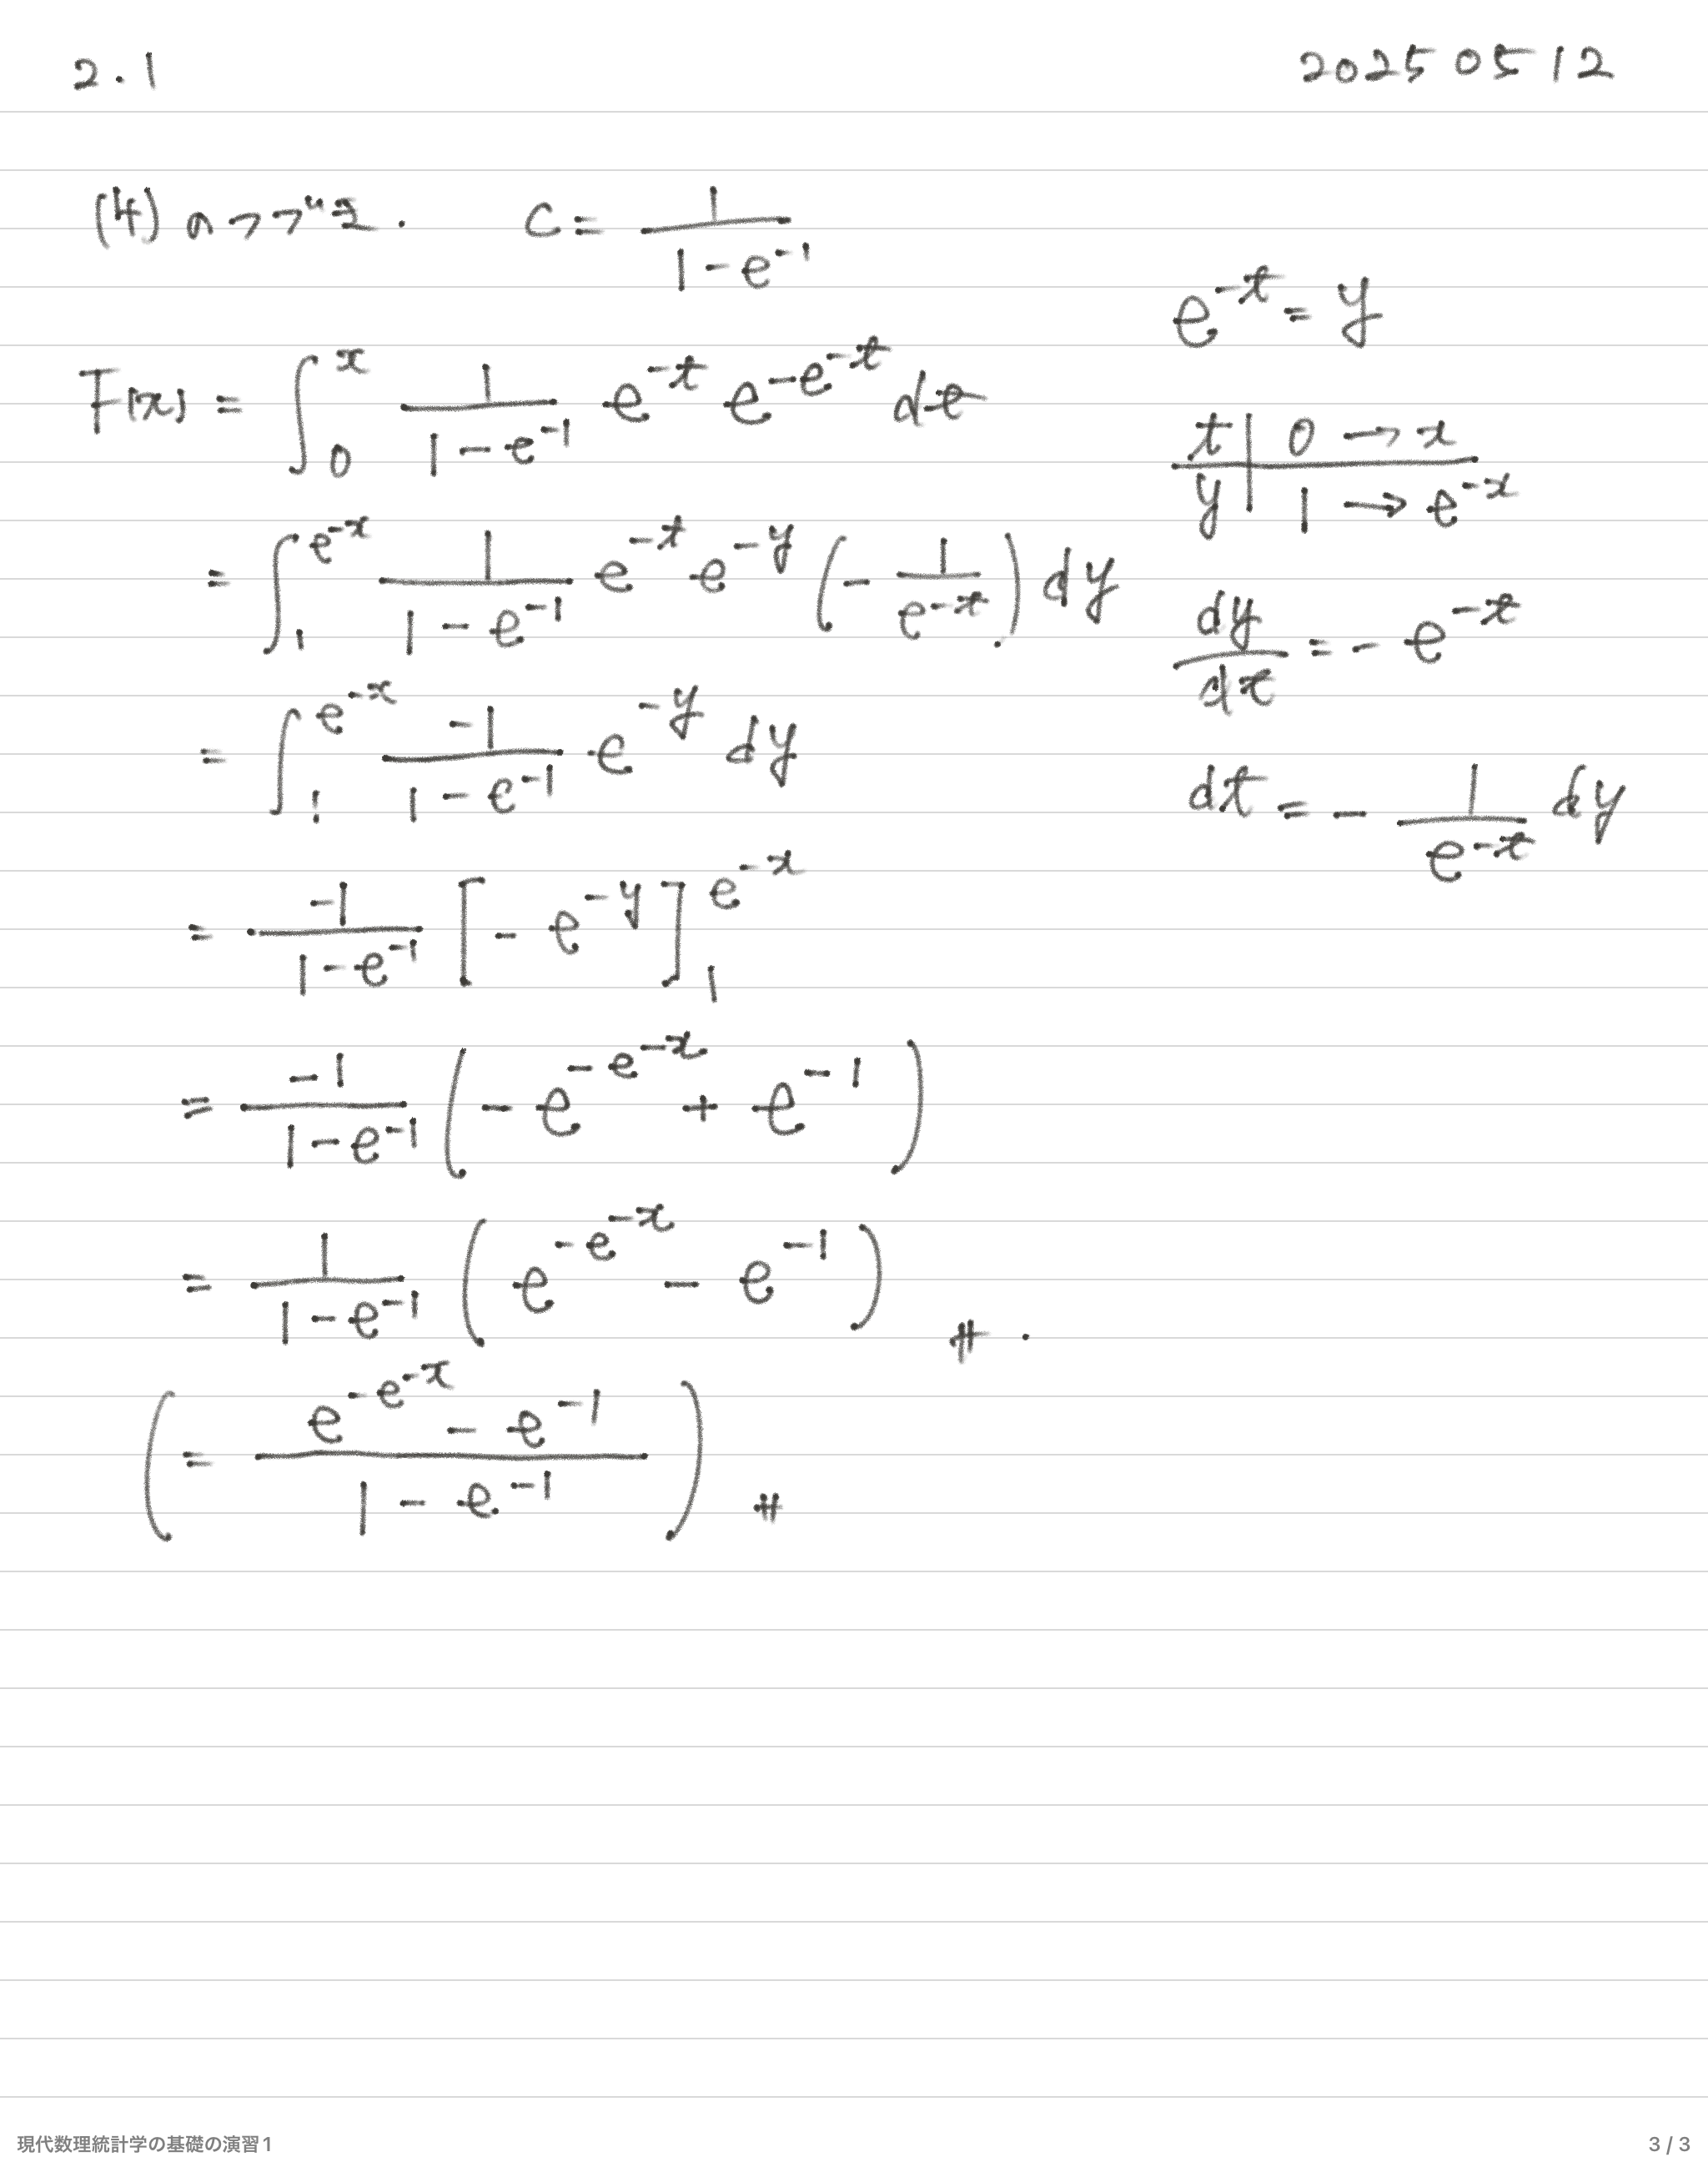 2.1 20250512
(4) のつづき. C = \frac{1}{1-e^{-1}}
e^{-t} = y
F(x) = \int_0^x \frac{1}{1-e^{-1}} e^{-t} e^{-e^{-t}} dt
t | 0 → x
y | 1 → e^{-x}
= \int_1^{e^{-x}} \frac{1}{1-e^{-1}} e^{-t} e^{-y} \left(-\frac{1}{e^{-t}}\right) dy
\frac{dy}{dt} = -e^{-t}
= \int_1^{e^{-x}} \frac{-1}{1-e^{-1}} e^{-y} dy
dt = -\frac{1}{e^{-t}} dy
= \frac{-1}{1-e^{-1}} \left[-e^{-y}\right]_1^{e^{-x}}
= \frac{-1}{1-e^{-1}} \left(-e^{-e^{-x}} + e^{-1}\right)
= \frac{1}{1-e^{-1}} \left(e^{-e^{-x}} - e^{-1}\right) #.
\left(= \frac{e^{-e^{-x}} - e^{-1}}{1-e^{-1}}\right) #
現代数理統計学の基礎の演習1 3 / 3